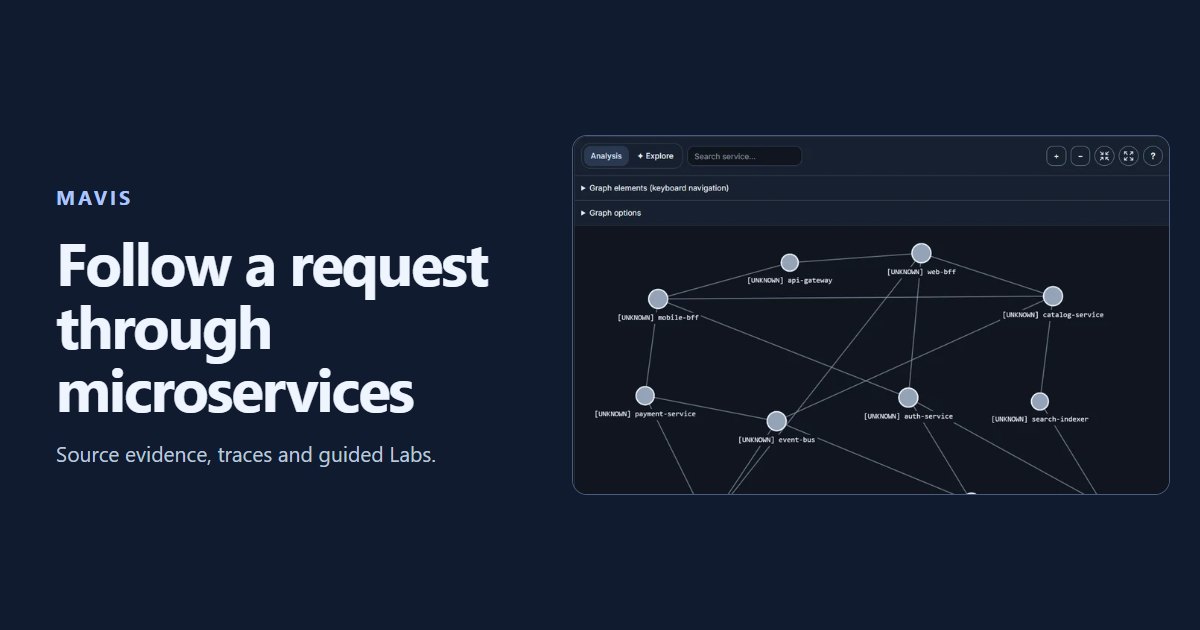 MAVIS
Follow a request
through
microservices
Source evidence, traces and guided Labs.
Analysis
✦ Explore
Search service...
+
-
?
▸ Graph elements (keyboard navigation)
▸ Graph options
[UNKNOWN] api-gateway
[UNKNOWN] web-bff
[UNKNOWN] mobile-bff
[UNKNOWN] catalog-service
[UNKNOWN] payment-service
[UNKNOWN] auth-service
[UNKNOWN] search-indexer
[UNKNOWN] event-bus